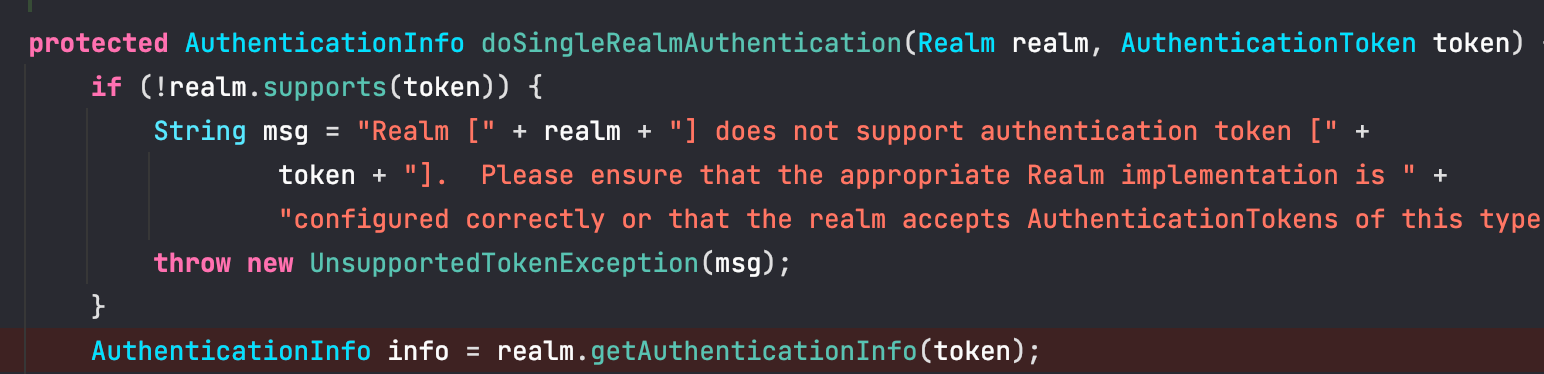 protected AuthenticationInfo doSingleRealmAuthentication(Realm realm, AuthenticationToken token) {
if (!realm.supports(token)) {
String msg = "Realm [" + realm + "] does not support authentication token [" +
token + "].  Please ensure that the appropriate Realm implementation is " +
"configured correctly or that the realm accepts AuthenticationTokens of this type
throw new UnsupportedTokenException(msg);
}
AuthenticationInfo info = realm.getAuthenticationInfo(token);